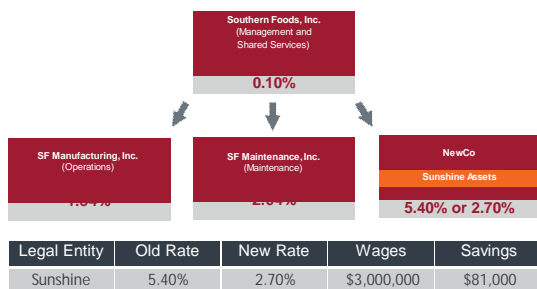 Southern Foods, Inc.
(Management and
Shared Services)
0.10%
SF Manufacturing, Inc.
(Operations)
SF Maintenance, Inc.
(Maintenance)
NewCo
Sunshine Assets
5.40% or 2.70%
Legal Entity Old Rate New Rate Wages Savings
Sunshine 5.40% 2.70% $3,000,000 $81,000